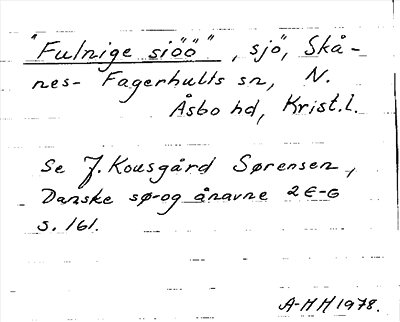 "Fulnige siöö", sjö, Skå-
nes- Fagerhults sn, N.
Åsbo hd, Krist.l.
Se J. Kousgård Sørensen,
Danske sø-og ånavne 2 E-G
s. 161.
A-HH 1978.